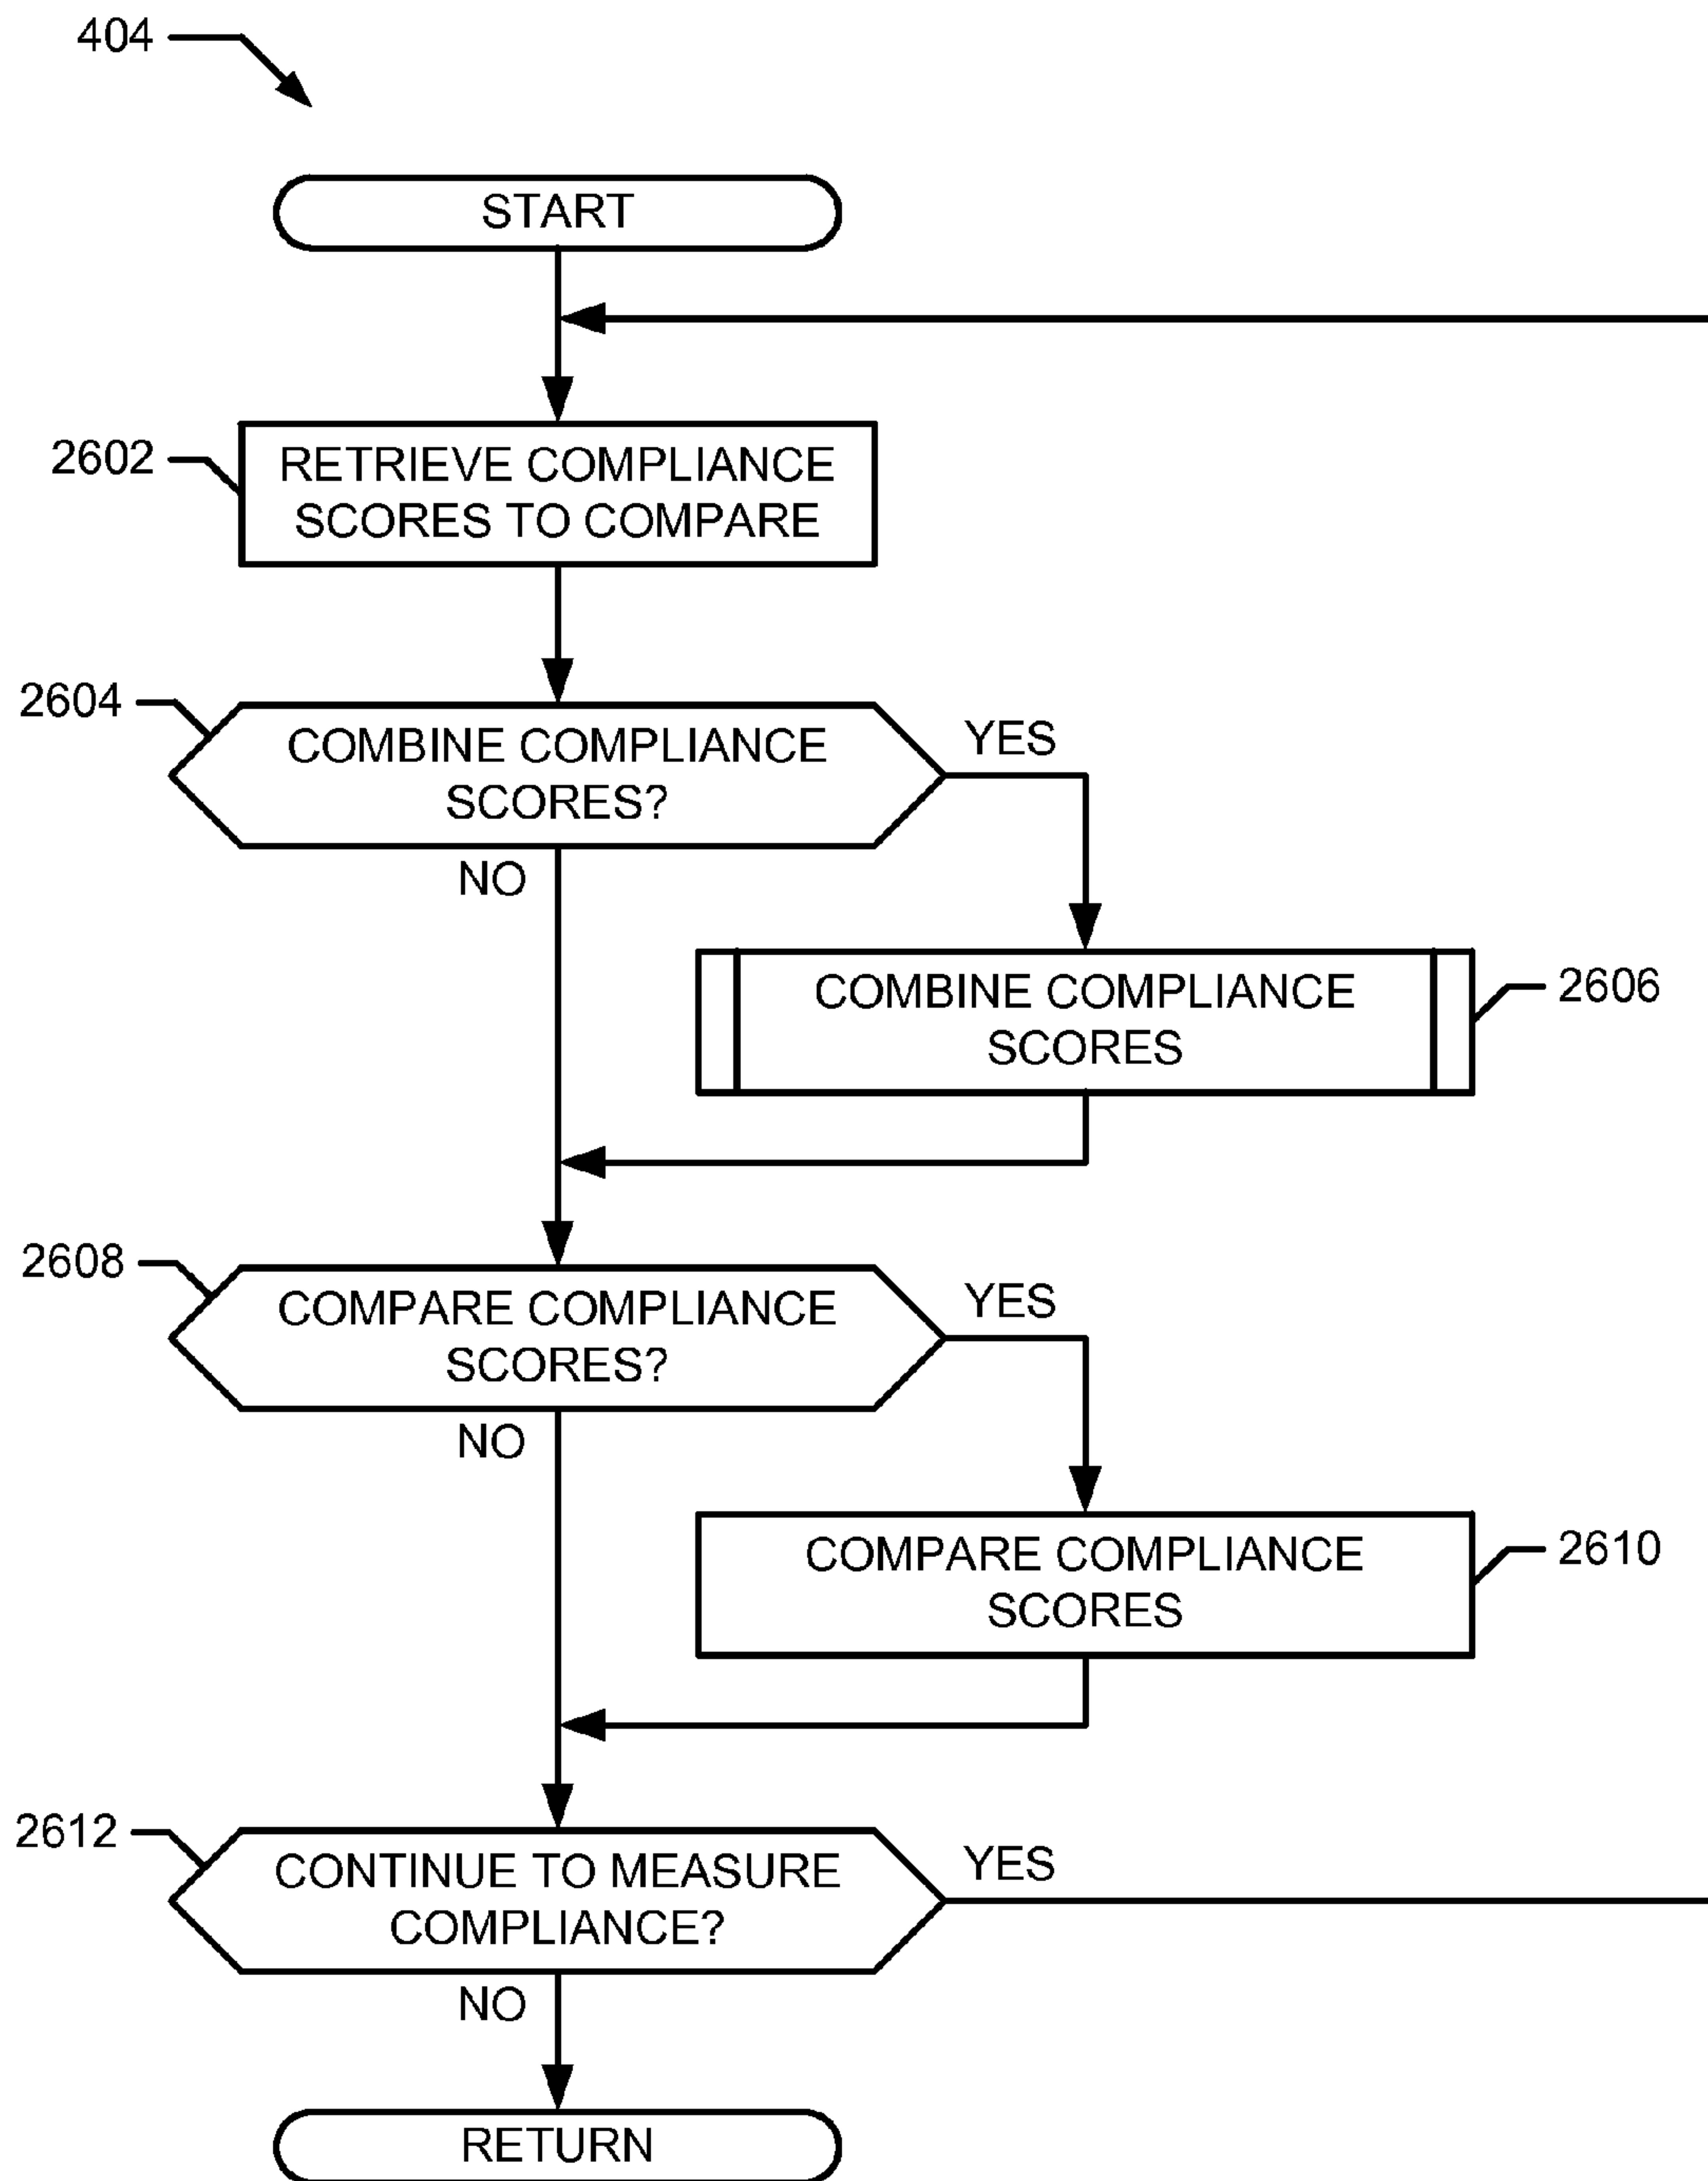 404
START
2602
RETRIEVE COMPLIANCE
SCORES TO COMPARE
2604
COMBINE COMPLIANCE
SCORES?
YES
NO
COMBINE COMPLIANCE
SCORES
2606
2608
COMPARE COMPLIANCE
SCORES?
YES
NO
COMPARE COMPLIANCE
SCORES
2610
2612
CONTINUE TO MEASURE
COMPLIANCE?
YES
NO
RETURN